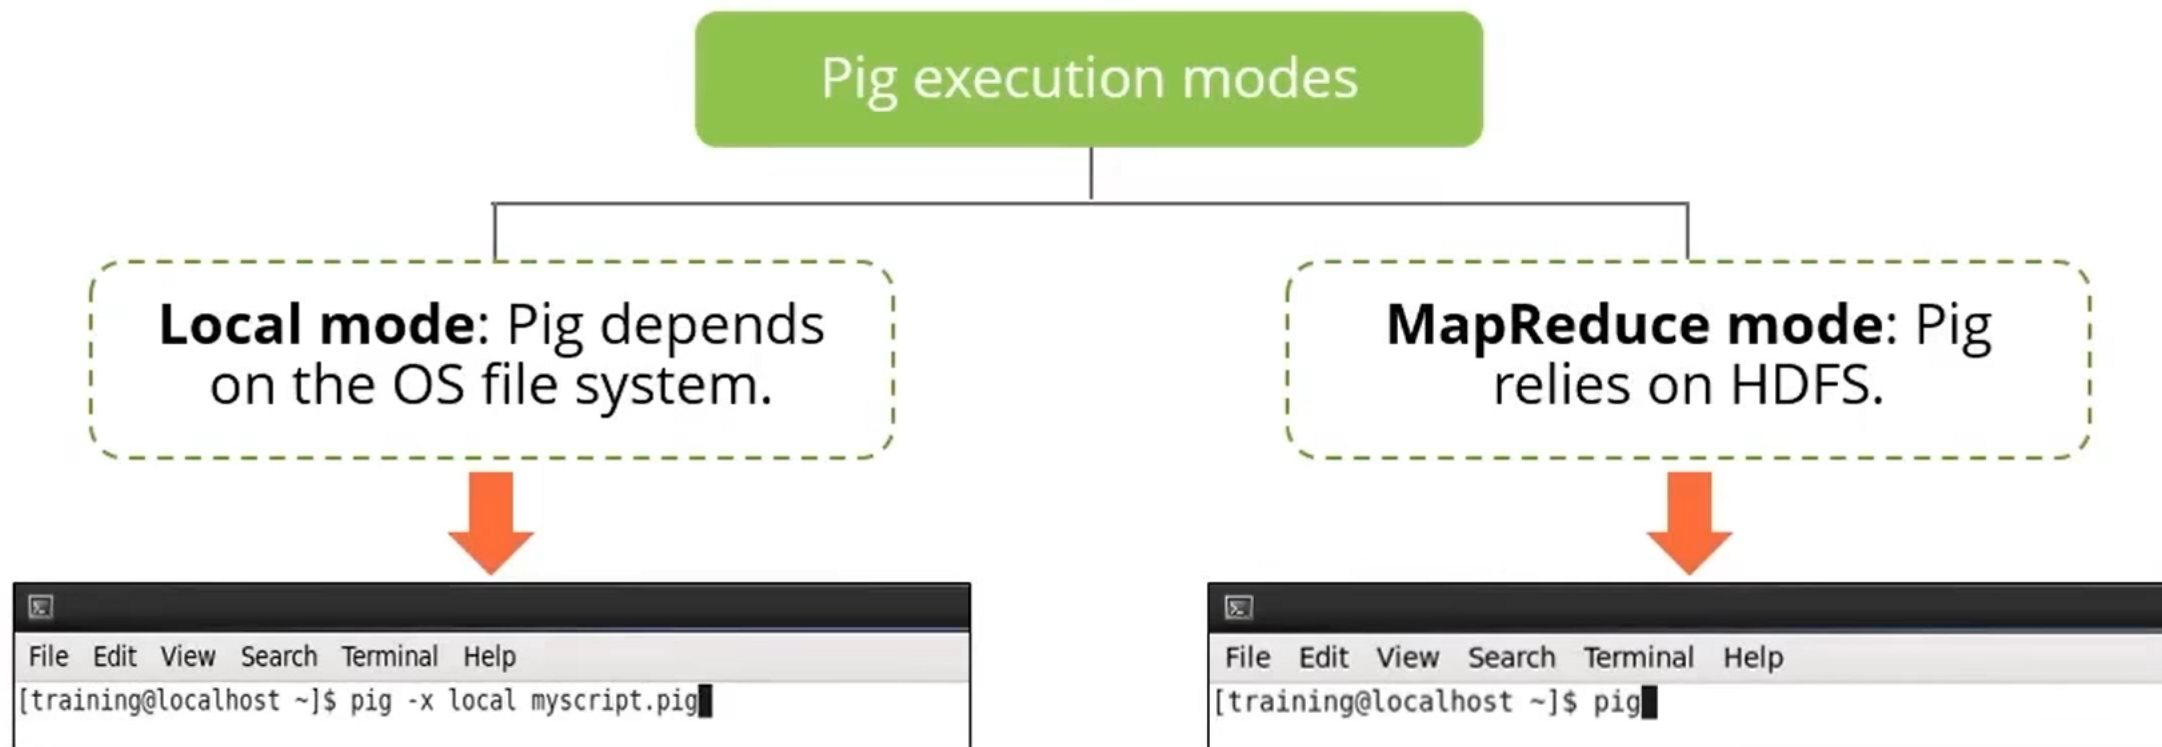 Pig execution modes
Local mode: Pig depends
on the OS file system.
MapReduce mode: Pig
relies on HDFS.
File Edit View Search Terminal Help
[training@localhost ~]$ pig -x local myscript.pig
File Edit View Search Terminal Help
[training@localhost ~]$ pig